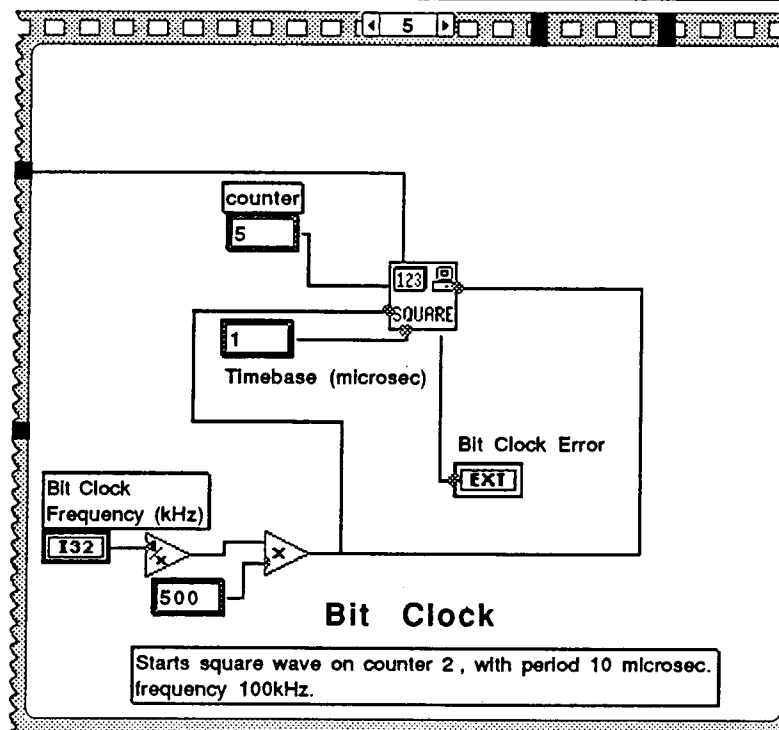 5
counter
5
123
SQUARE
1
Timebase (microsec)
Bit Clock Error
EXT
Bit Clock
Frequency (kHz)
I32
1/x
x
500
Bit Clock
Starts square wave on counter 2 , with period 10 microsec.
frequency 100kHz.